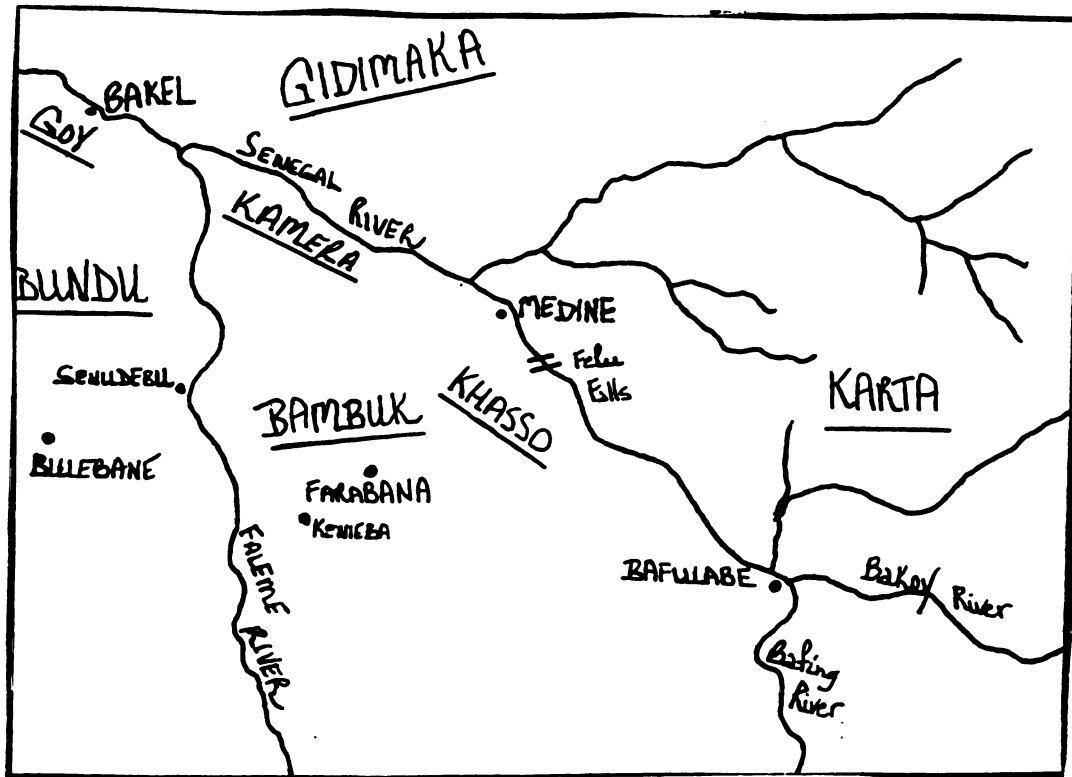 GIDIMAKA
BAKEL
GOY
SENEGAL
RIVER
KAMERA
BUNDU
MEDINE
Felu
Falls
SENUDEBU
KHASSO
KARTA
BAMBUK
BULEBANE
FARABANA
KENIEBA
FALEME
RIVER
BAFULABE
Bakoy
River
Bafing
River